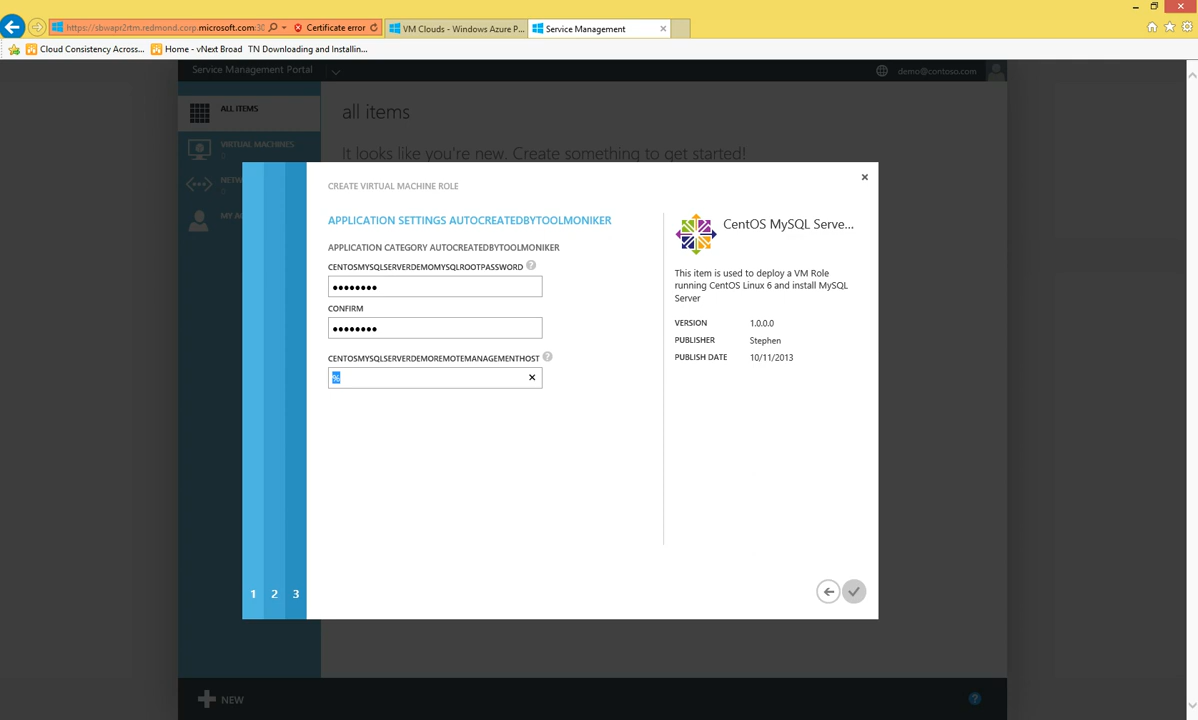 https://sbwapr2rtm.redmond.corp.microsoft.com:30
Certificate error
VM Clouds - Windows Azure P...
Service Management
Cloud Consistency Across...
Home - vNext Broad
TN Downloading and Installin...
Service Management Portal
demo@contoso.com
ALL ITEMS
all items
VIRTUAL MACHINES
It looks like you're new. Create something to get started!
NETW
MY A
CREATE VIRTUAL MACHINE ROLE
APPLICATION SETTINGS AUTOCREATEDBYTOOLMONIKER
CentOS MySQL Serve...
APPLICATION CATEGORY AUTOCREATEDBYTOOLMONIKER
CENTOSMYSQLSERVERDEMOMYSQLROOTPASSWORD
This item is used to deploy a VM Role
running CentOS Linux 6 and install MySQL
Server
CONFIRM
VERSION 1.0.0.0
PUBLISHER Stephen
PUBLISH DATE 10/11/2013
CENTOSMYSQLSERVERDEMOREMOTEMANAGEMENTHOST
%
1 2 3
NEW